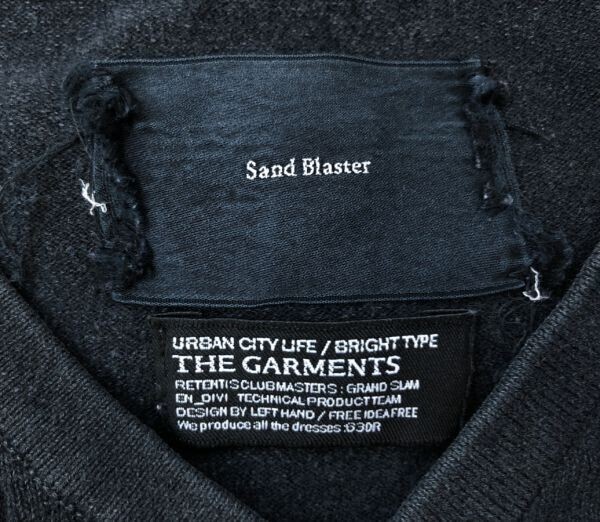 Sand Blaster
URBAN CITY LIFE / BRIGHT TYPE
THE GARMENTS
RETENTIS CLUB MASTERS : GRAND SLAM
EN_DIVI TECHNICAL PRODUCT TEAM
DESIGN BY LEFT HAND / FREE IDEA FREE
We produce all the dresses : 630R